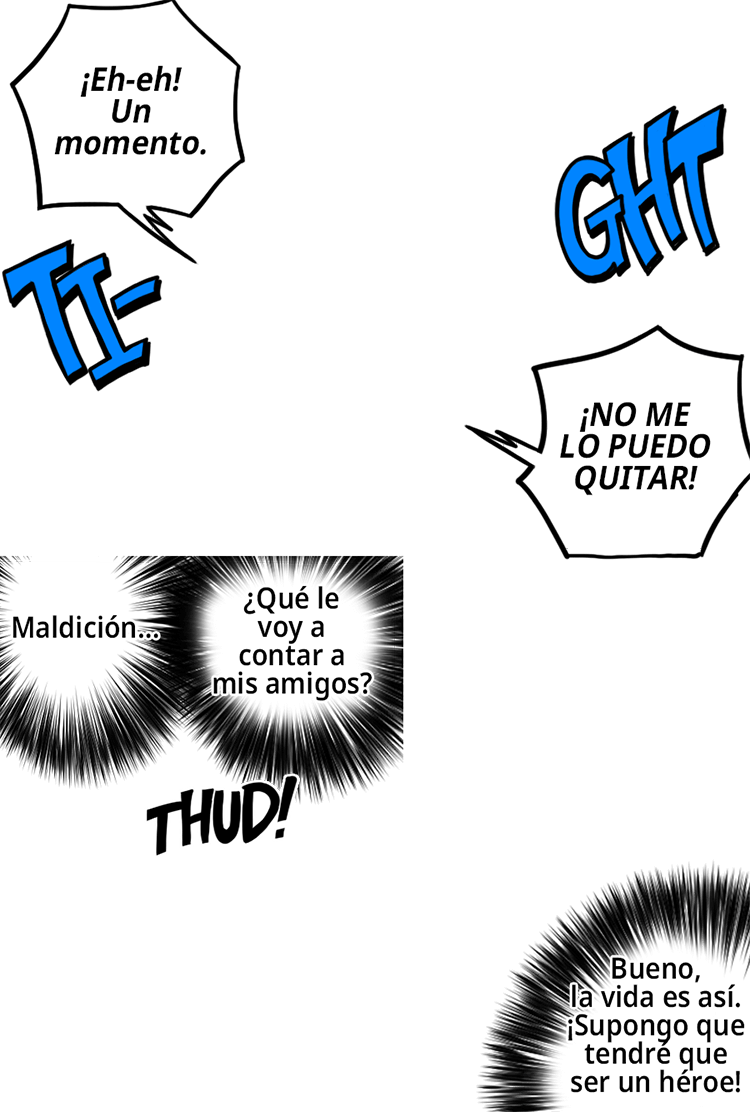 ¡Eh-eh!
Un
momento.
TI-
GHT
¡NO ME
LO PUEDO
QUITAR!
Maldición...
¿Qué le
voy a
contar a
mis amigos?
THUD!
Bueno,
la vida es así.
¡Supongo que
tendré que
ser un héroe!